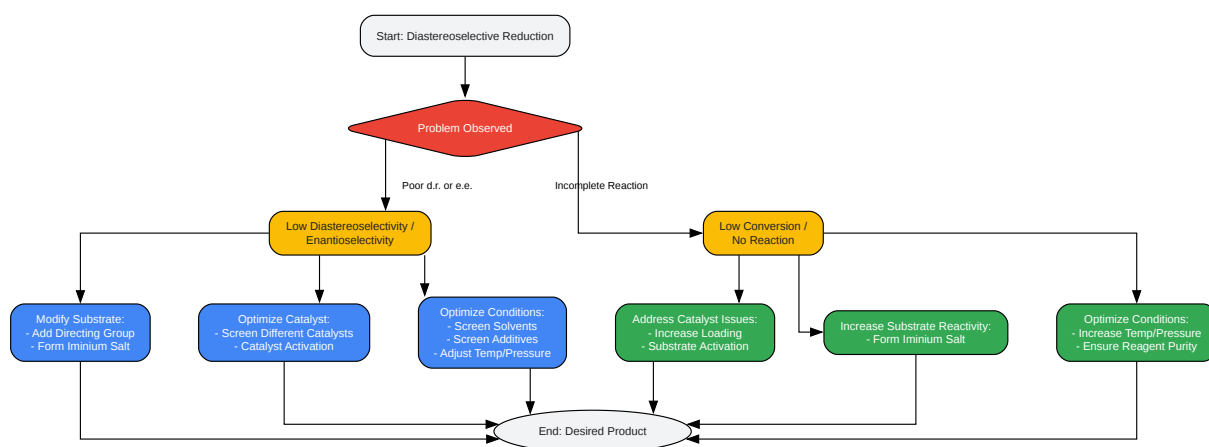 Start: Diastereoselective Reduction
Problem Observed
Poor d.r. or e.e.
Incomplete Reaction
Low Diastereoselectivity /
Enantioselectivity
Low Conversion /
No Reaction
Modify Substrate:
- Add Directing Group
- Form Iminium Salt
Optimize Catalyst:
- Screen Different Catalysts
- Catalyst Activation
Optimize Conditions:
- Screen Solvents
- Screen Additives
- Adjust Temp/Pressure
Address Catalyst Issues:
- Increase Loading
- Substrate Activation
Increase Substrate Reactivity:
- Form Iminium Salt
Optimize Conditions:
- Increase Temp/Pressure
- Ensure Reagent Purity
End: Desired Product